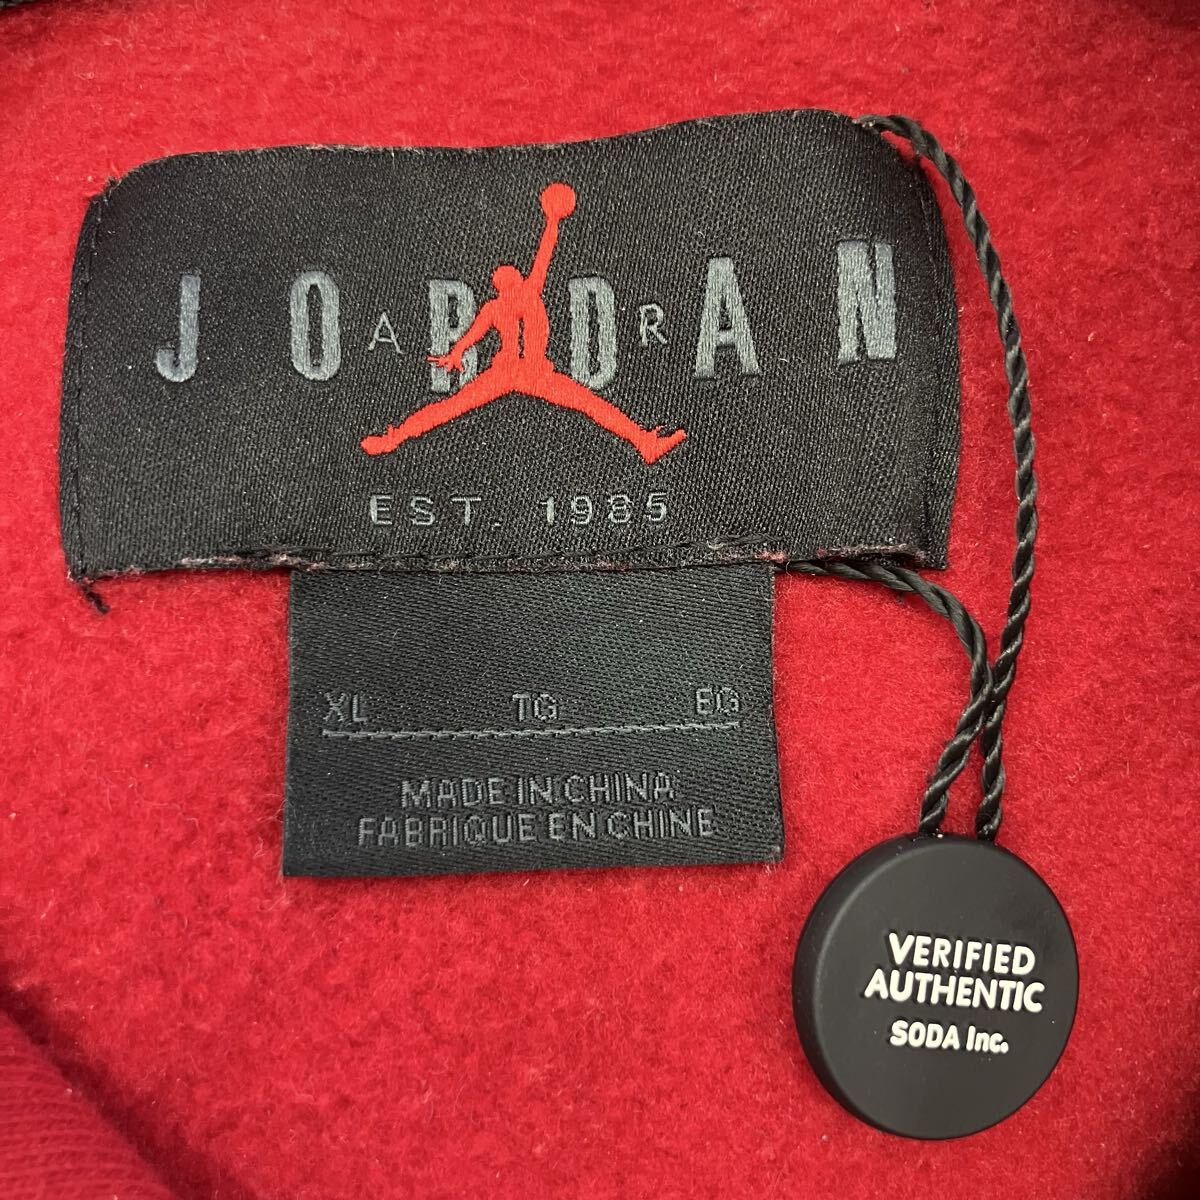 JORDAN
AIR
EST. 1985
XL TG EG
MADE IN CHINA
FABRIQUE EN CHINE
VERIFIED
AUTHENTIC
SODA Inc.